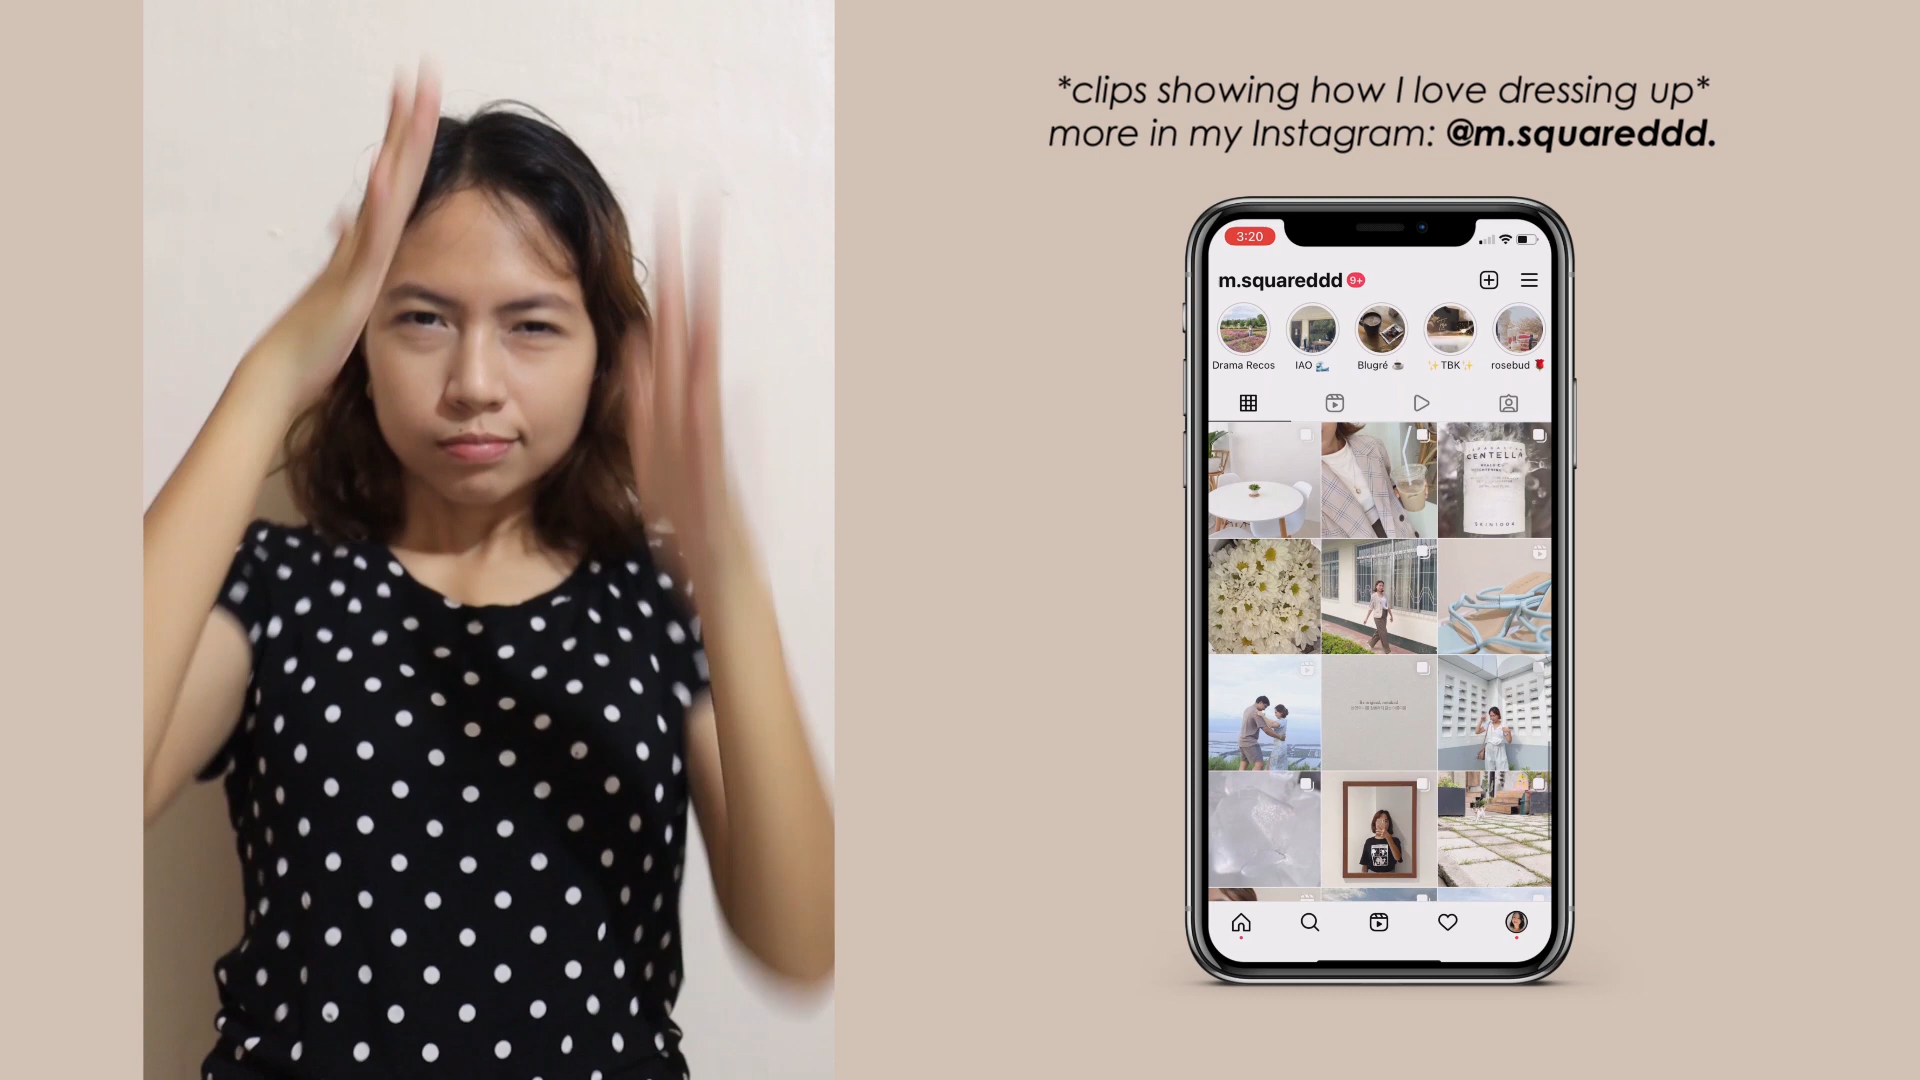 *clips showing how I love dressing up*
more in my Instagram: @m.squareddd.
3:20
m.squareddd 9+
Drama Recos
IAO 🌊
Blugré ☕
✨TBK✨
rosebud 🌹
CENTELLA
SKIN1004